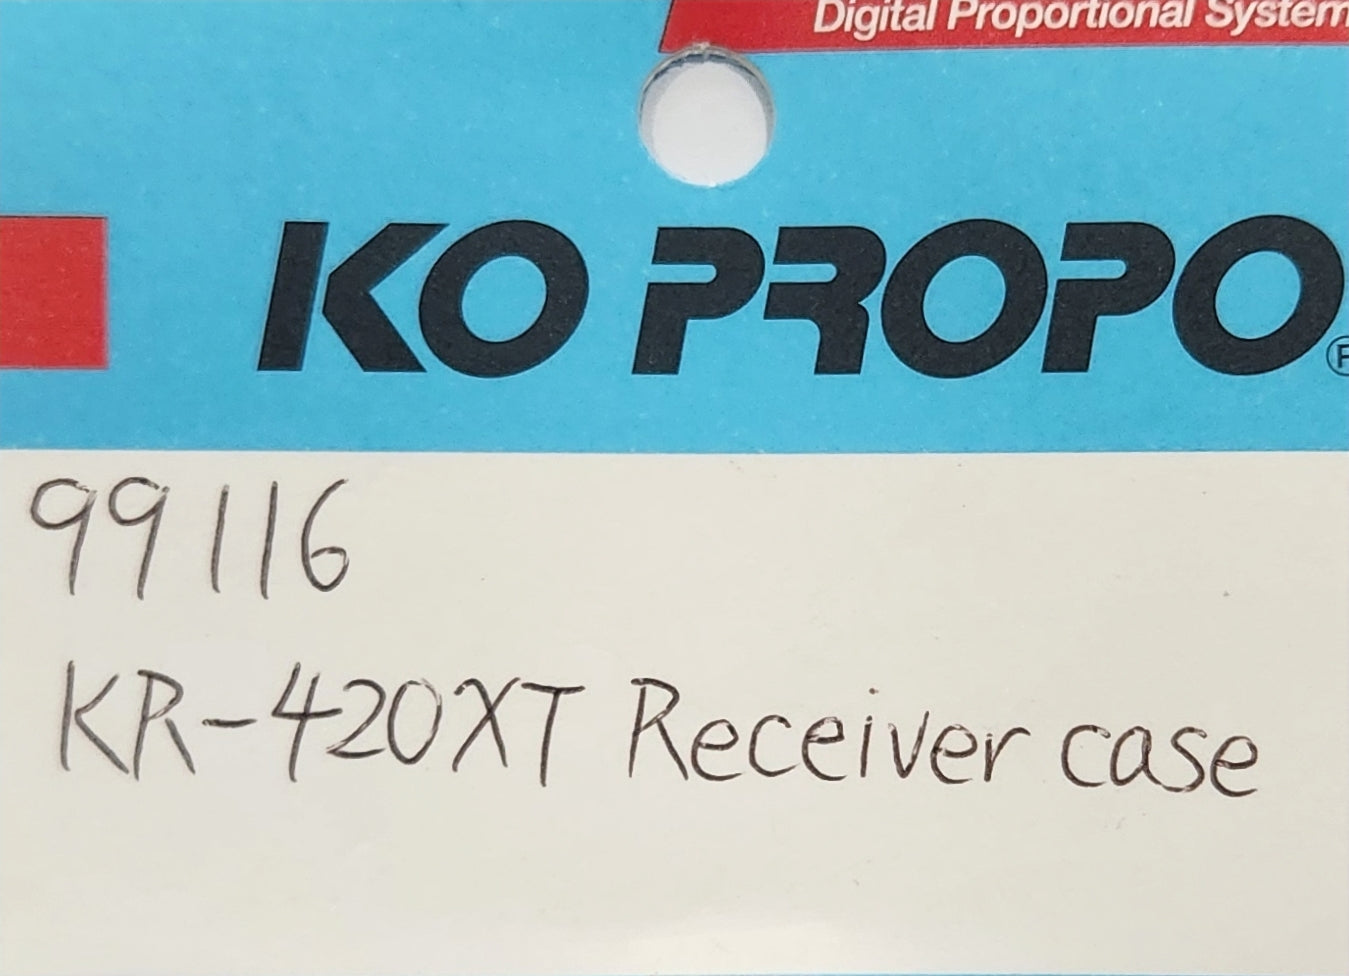 Digital Proportional System
KO PROPO®
99116
KR-420XT Receiver case